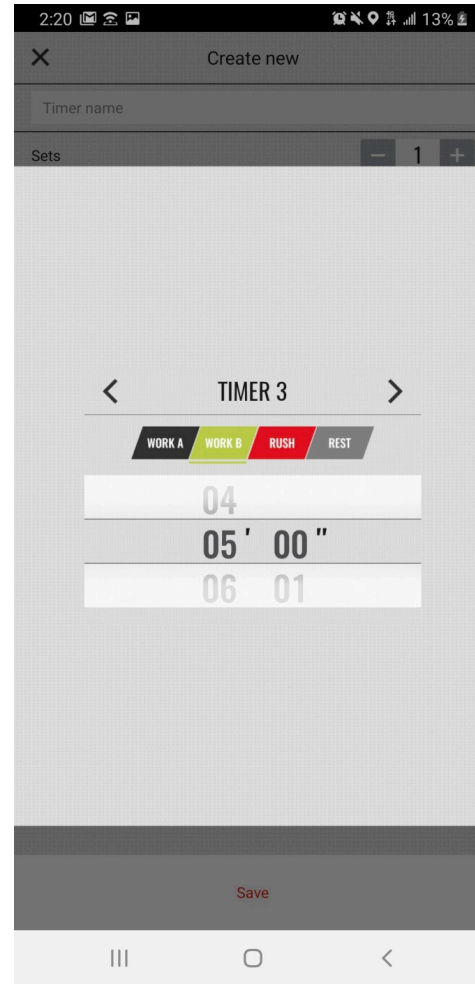 2:20 13%
Create new
Timer name
Sets 1
TIMER 3
WORK A WORK B RUSH REST
04
05 ' 00 "
06 01
Save